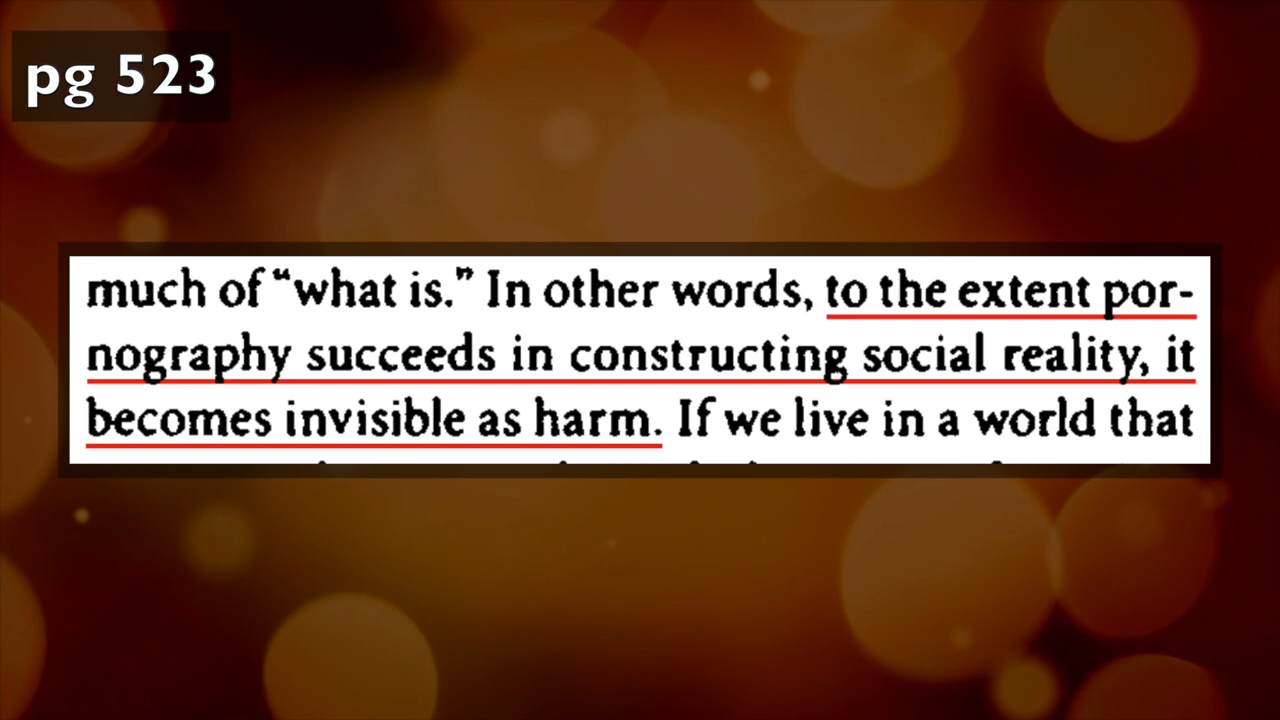 pg 523
much of “what is.” In other words, to the extent por-
nography succeeds in constructing social reality, it
becomes invisible as harm. If we live in a world that